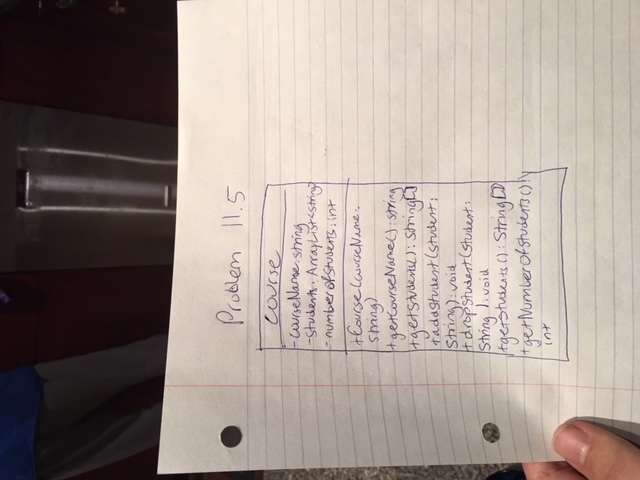 Problem 11.5
Course
-courseName:string
-students:ArrayList<string>
-numberofstudents:int
+Course(courseName:
string)
+getCourseName():string
+getStudents():String[]
+addStudent(student:
String):void
+dropStudent(student:
String):void
+getStudents():String[]
+getNumberOfStudents():
int